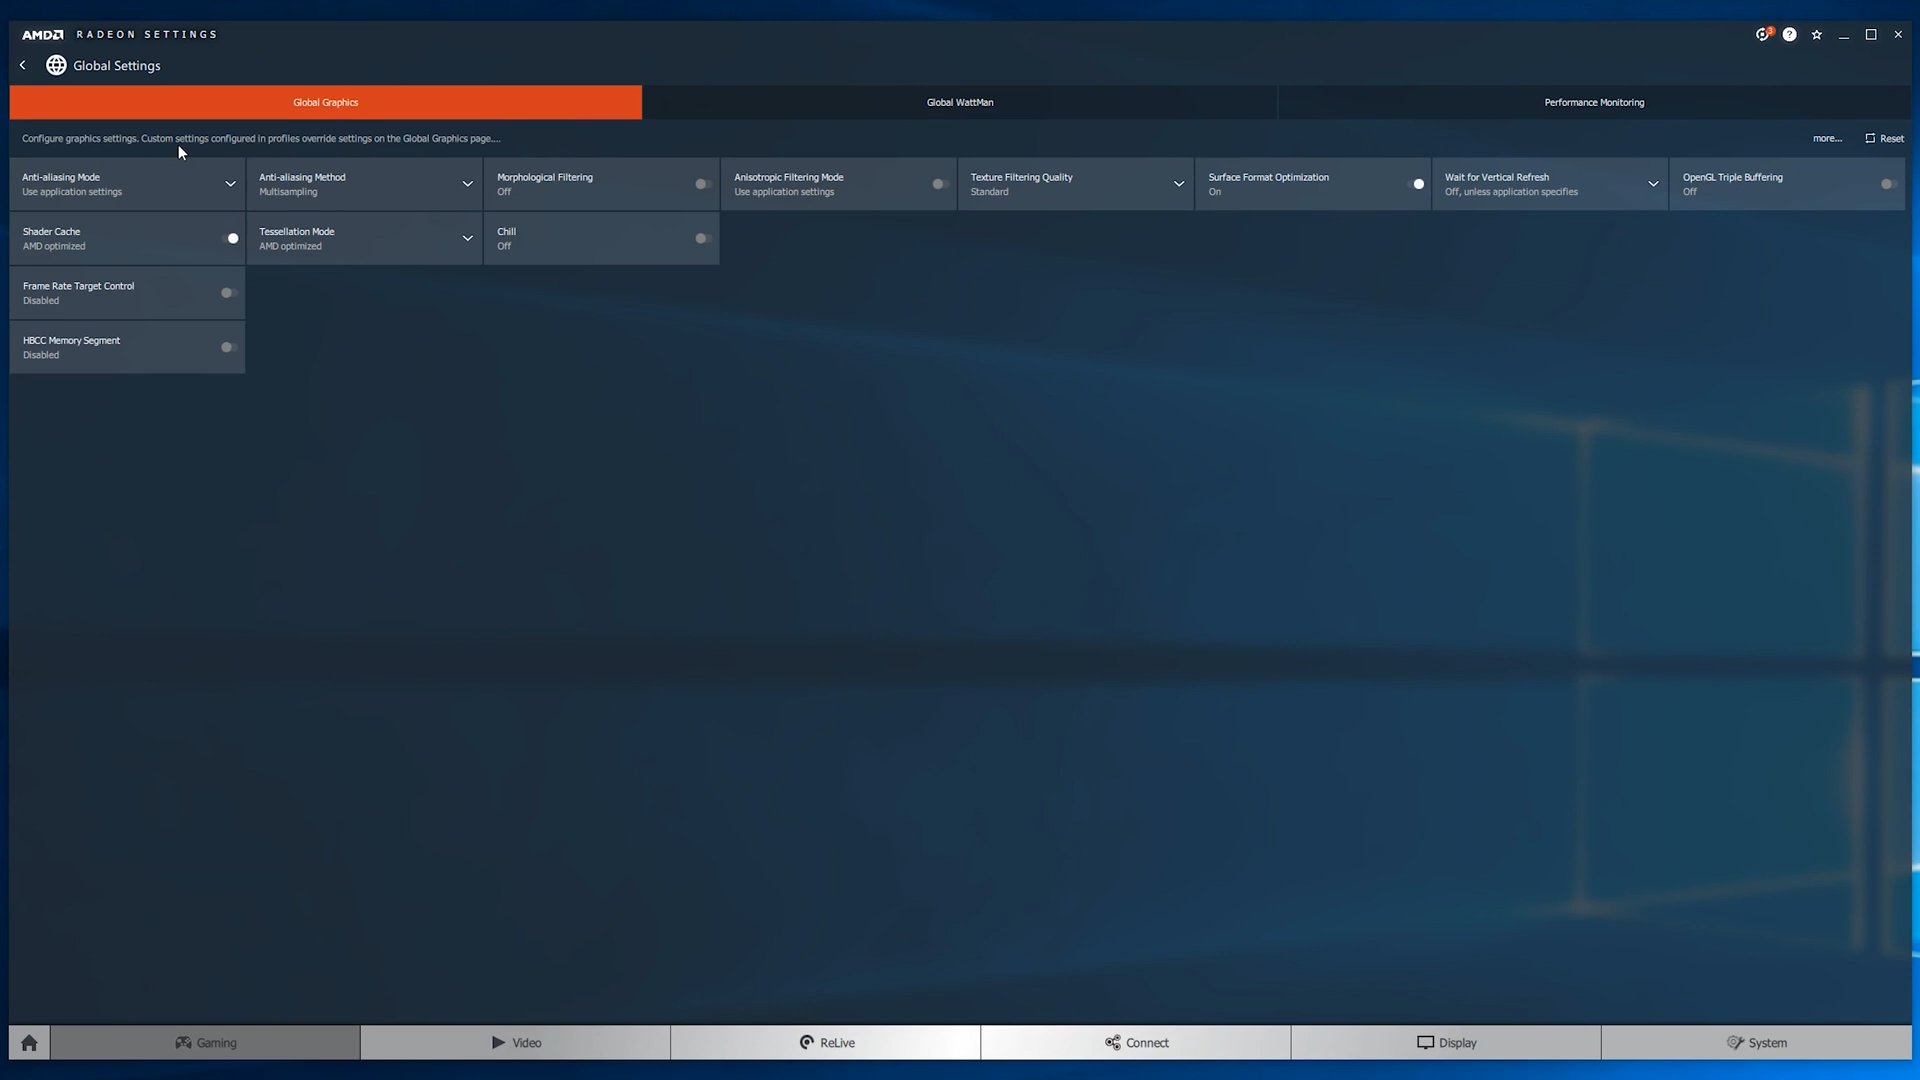 AMD RADEON SETTINGS
3
?
Global Settings
Global Graphics
Global WattMan
Performance Monitoring
Configure graphics settings. Custom settings configured in profiles override settings on the Global Graphics page....
more...
Reset
Anti-aliasing Mode
Use application settings
Anti-aliasing Method
Multisampling
Morphological Filtering
Off
Anisotropic Filtering Mode
Use application settings
Texture Filtering Quality
Standard
Surface Format Optimization
On
Wait for Vertical Refresh
Off, unless application specifies
OpenGL Triple Buffering
Off
Shader Cache
AMD optimized
Tessellation Mode
AMD optimized
Chill
Off
Frame Rate Target Control
Disabled
HBCC Memory Segment
Disabled
Gaming
Video
ReLive
Connect
Display
System